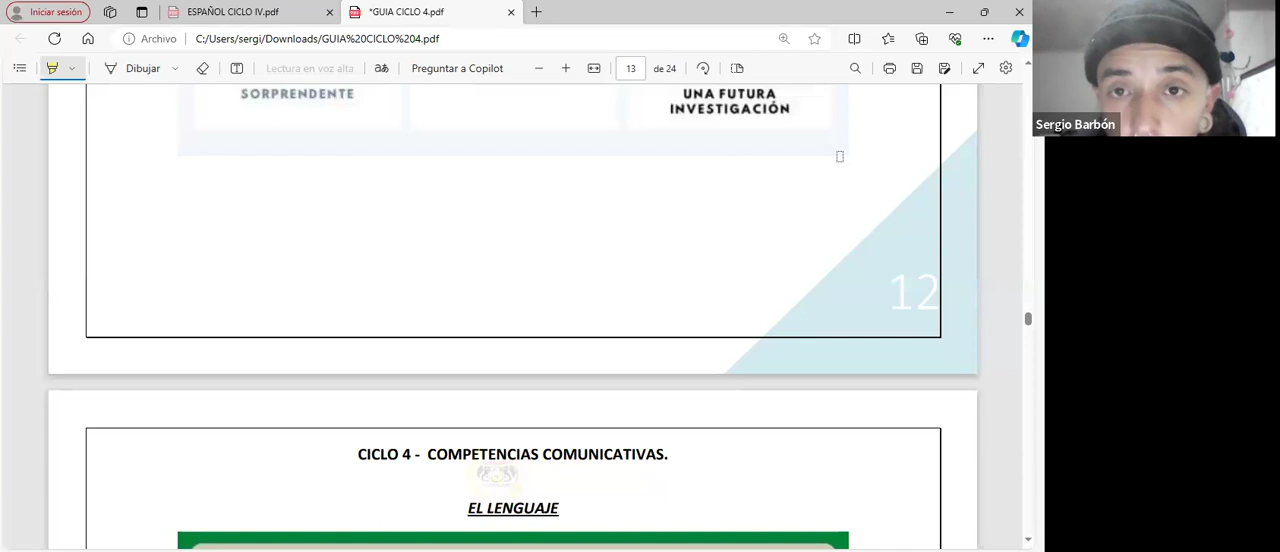 Iniciar sesión
ESPAÑOL CICLO IV.pdf
*GUIA CICLO 4.pdf
Archivo
C:/Users/sergi/Downloads/GUIA%20CICLO%204.pdf
Dibujar
Lectura en voz alta
aあ
Preguntar a Copilot
13
de 24
SORPRENDENTE
UNA FUTURA
INVESTIGACIÓN
12
CICLO 4 - COMPETENCIAS COMUNICATIVAS.
EL LENGUAJE
Sergio Barbón